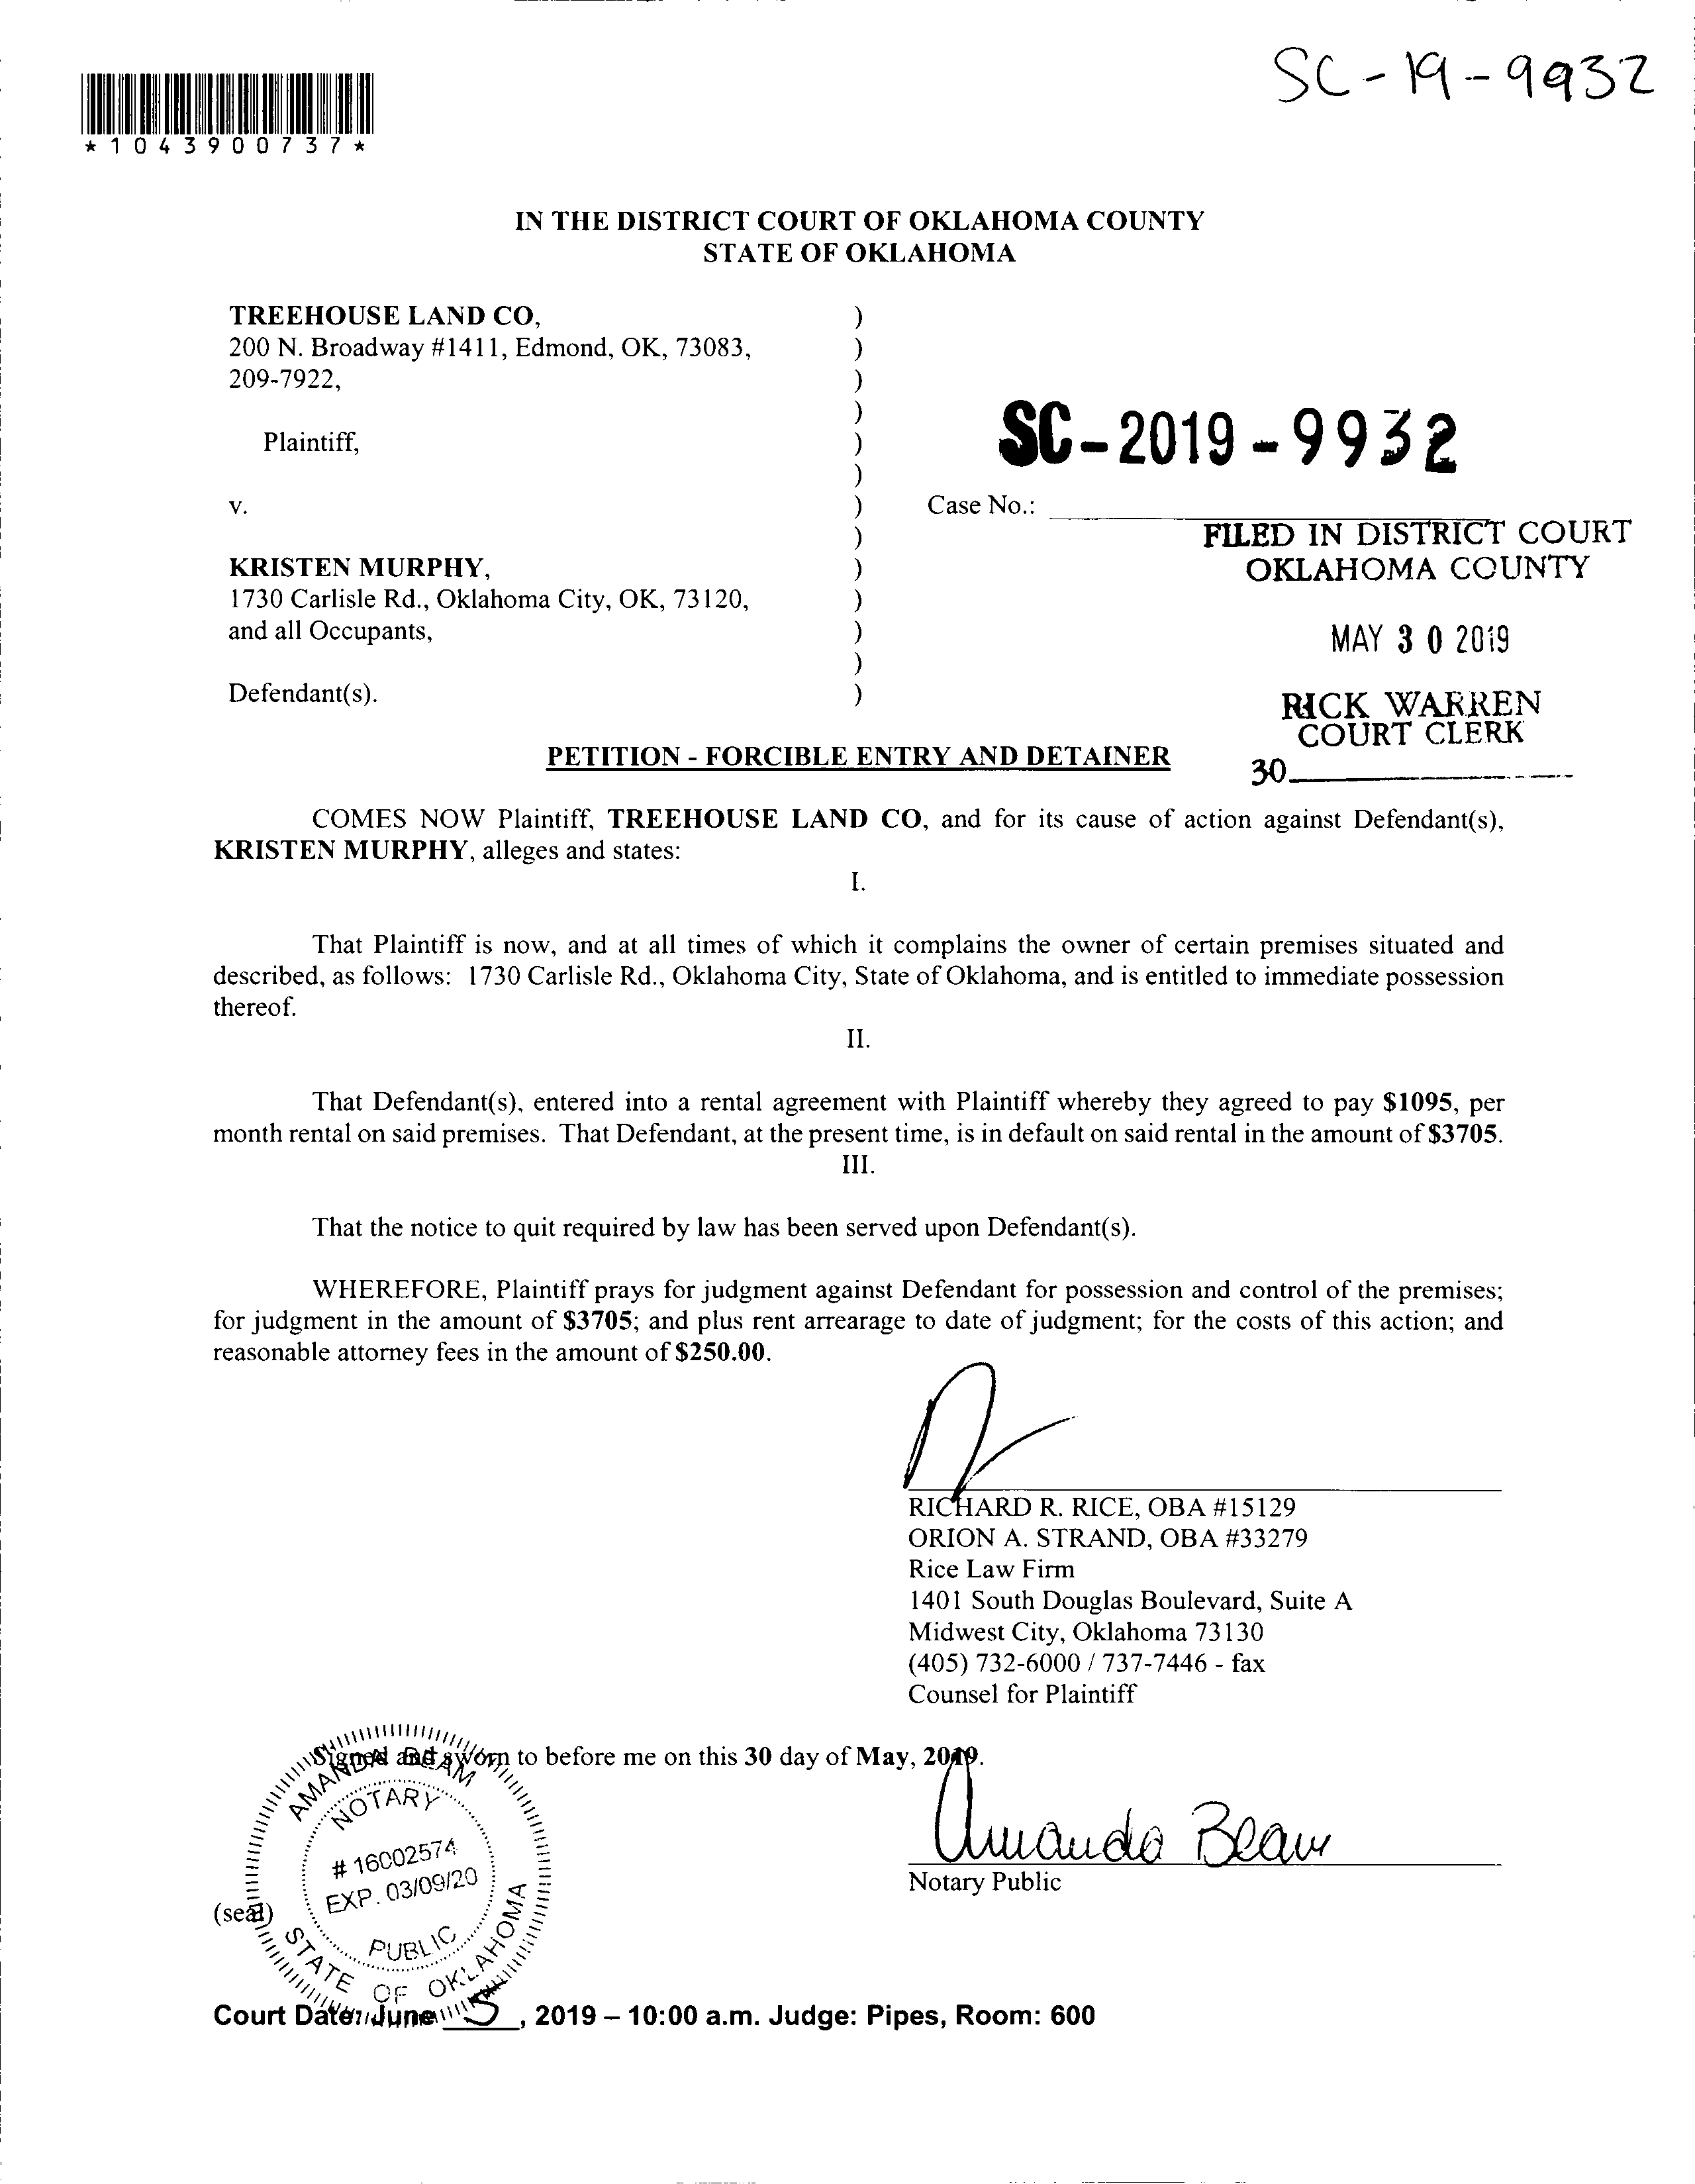 SC-19-9932
*1043900737*
IN THE DISTRICT COURT OF OKLAHOMA COUNTY
STATE OF OKLAHOMA
TREEHOUSE LAND CO, )
200 N. Broadway #1411, Edmond, OK, 73083, )
209-7922, )
)
Plaintiff, )
)
v. )
)
KRISTEN MURPHY, )
1730 Carlisle Rd., Oklahoma City, OK, 73120, )
and all Occupants, )
)
Defendant(s). )
SC-2019-9932
Case No.:
FILED IN DISTRICT COURT
OKLAHOMA COUNTY
MAY 30 2019
RICK WARREN
COURT CLERK
30
PETITION - FORCIBLE ENTRY AND DETAINER
COMES NOW Plaintiff, TREEHOUSE LAND CO, and for its cause of action against Defendant(s),
KRISTEN MURPHY, alleges and states:
I.
That Plaintiff is now, and at all times of which it complains the owner of certain premises situated and
described, as follows: 1730 Carlisle Rd., Oklahoma City, State of Oklahoma, and is entitled to immediate possession
thereof.
II.
That Defendant(s), entered into a rental agreement with Plaintiff whereby they agreed to pay $1095, per
month rental on said premises. That Defendant, at the present time, is in default on said rental in the amount of $3705.
III.
That the notice to quit required by law has been served upon Defendant(s).
WHEREFORE, Plaintiff prays for judgment against Defendant for possession and control of the premises;
for judgment in the amount of $3705; and plus rent arrearage to date of judgment; for the costs of this action; and
reasonable attorney fees in the amount of $250.00.
RICHARD R. RICE, OBA #15129
ORION A. STRAND, OBA #33279
Rice Law Firm
1401 South Douglas Boulevard, Suite A
Midwest City, Oklahoma 73130
(405) 732-6000 / 737-7446 - fax
Counsel for Plaintiff
Signed and sworn to before me on this 30 day of May, 2019.
Amanda Beam
Notary Public
AMANDA BEAM
NOTARY
# 16002574
EXP. 03/09/20
PUBLIC
STATE OF OKLAHOMA
(seal)
Court Date: June 5, 2019 – 10:00 a.m. Judge: Pipes, Room: 600